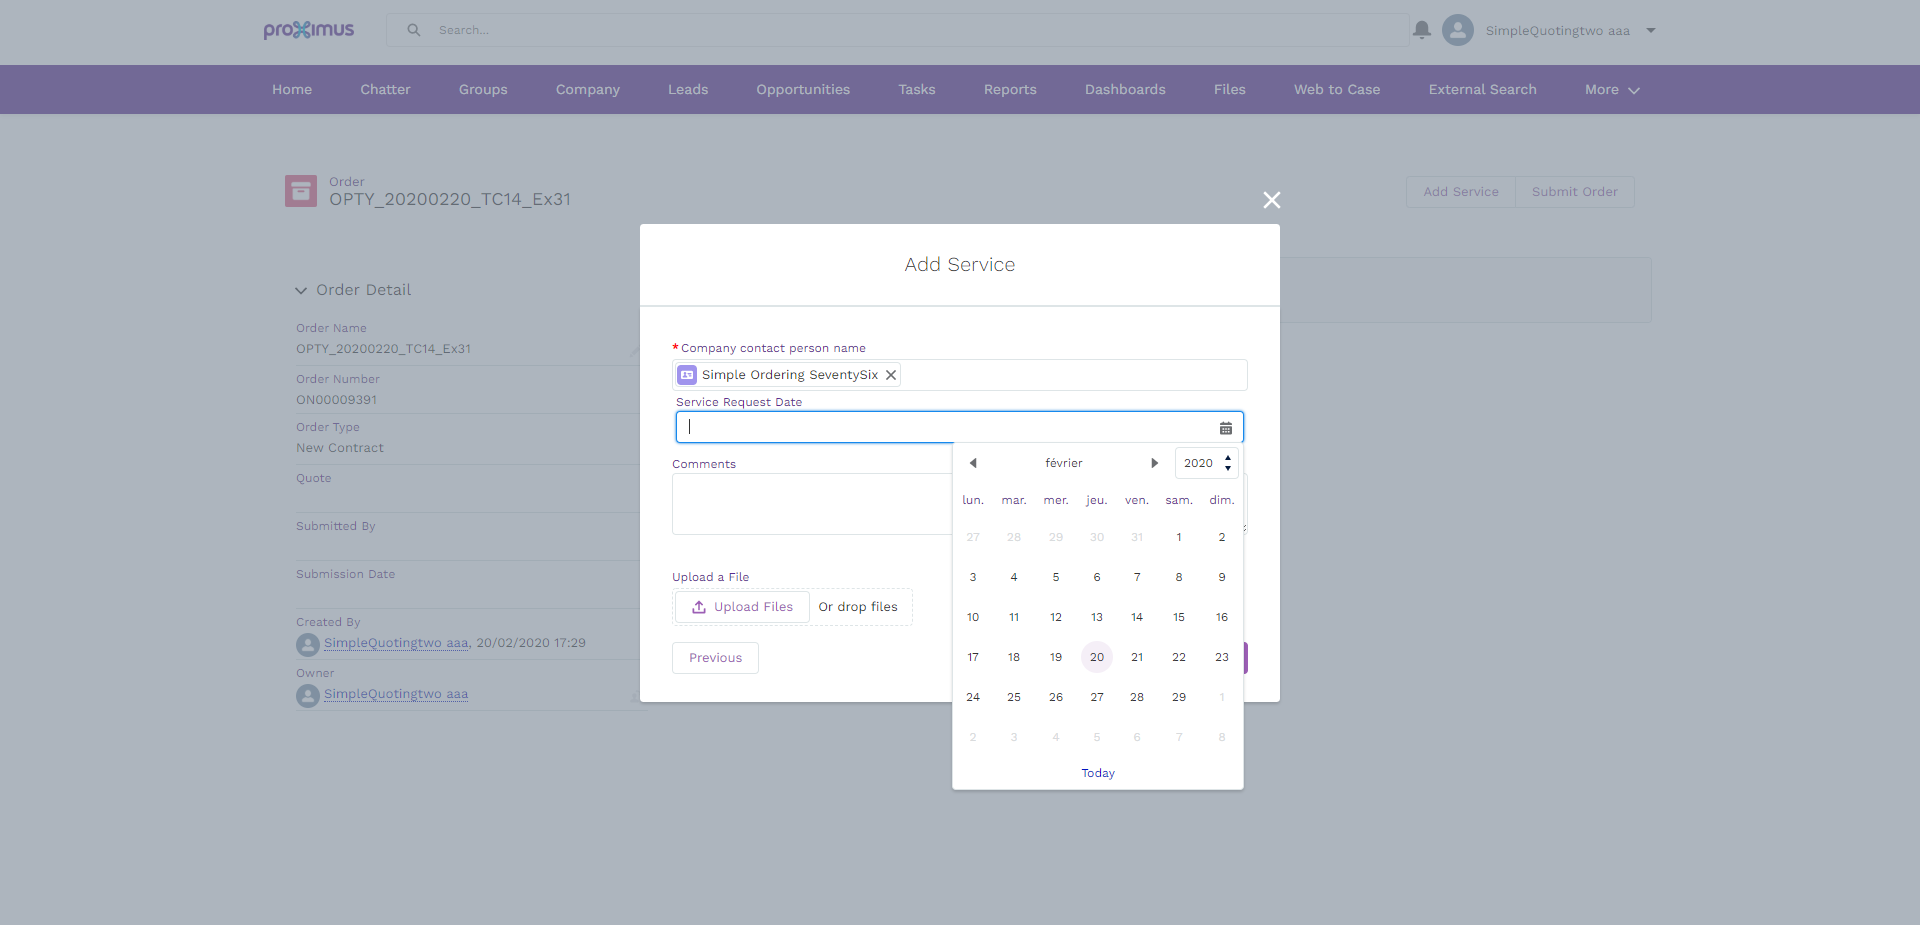 proximus
Search...
SimpleQuotingtwo aaa
Home Chatter Groups Company Leads Opportunities Tasks Reports Dashboards Files Web to Case External Search More
Order
OPTY_20200220_TC14_Ex31
Add Service Submit Order
Order Detail
Order Name
OPTY_20200220_TC14_Ex31
Order Number
ON00009391
Order Type
New Contract
Quote
Submitted By
Submission Date
Created By
SimpleQuotingtwo aaa, 20/02/2020 17:29
Owner
SimpleQuotingtwo aaa
Add Service
* Company contact person name
Simple Ordering SeventySix
Service Request Date
Comments
Upload a File
Upload Files Or drop files
Previous
février 2020
lun. mar. mer. jeu. ven. sam. dim.
27 28 29 30 31 1 2
3 4 5 6 7 8 9
10 11 12 13 14 15 16
17 18 19 20 21 22 23
24 25 26 27 28 29 1
2 3 4 5 6 7 8
Today